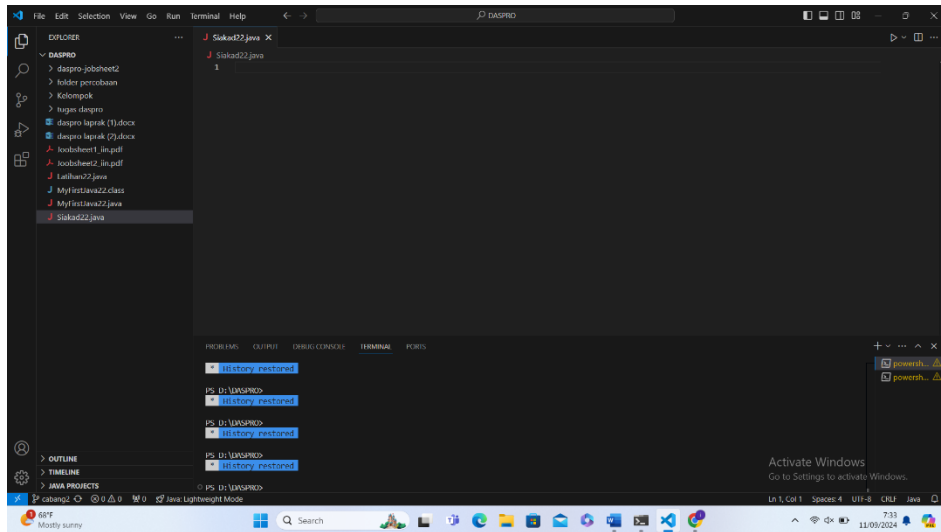 File Edit Selection View Go Run Terminal Help
DASPRO
EXPLORER
DASPRO
daspro-jobsheet2
folder percobaan
Kelompok
tugas daspro
daspro laprak (1).docx
daspro laprak (2).docx
Joobsheet1_iin.pdf
Joobsheet2_iin.pdf
Latihan22.java
MyFirstJava22.class
MyFirstJava22.java
Siakad22.java
OUTLINE
TIMELINE
JAVA PROJECTS
J Siakad22.java
J Siakad22.java
1
PROBLEMS OUTPUT DEBUG CONSOLE TERMINAL PORTS
* History restored
PS D:\DASPRO>
* History restored
PS D:\DASPRO>
* History restored
PS D:\DASPRO>
* History restored
PS D:\DASPRO>
powersh...
powersh...
Activate Windows
Go to Settings to activate Windows.
cabang2 0 0 0 Java: Lightweight Mode
Ln 1, Col 1 Spaces: 4 UTF-8 CRLF Java
68°F
Mostly sunny
Search
7:33
11/09/2024